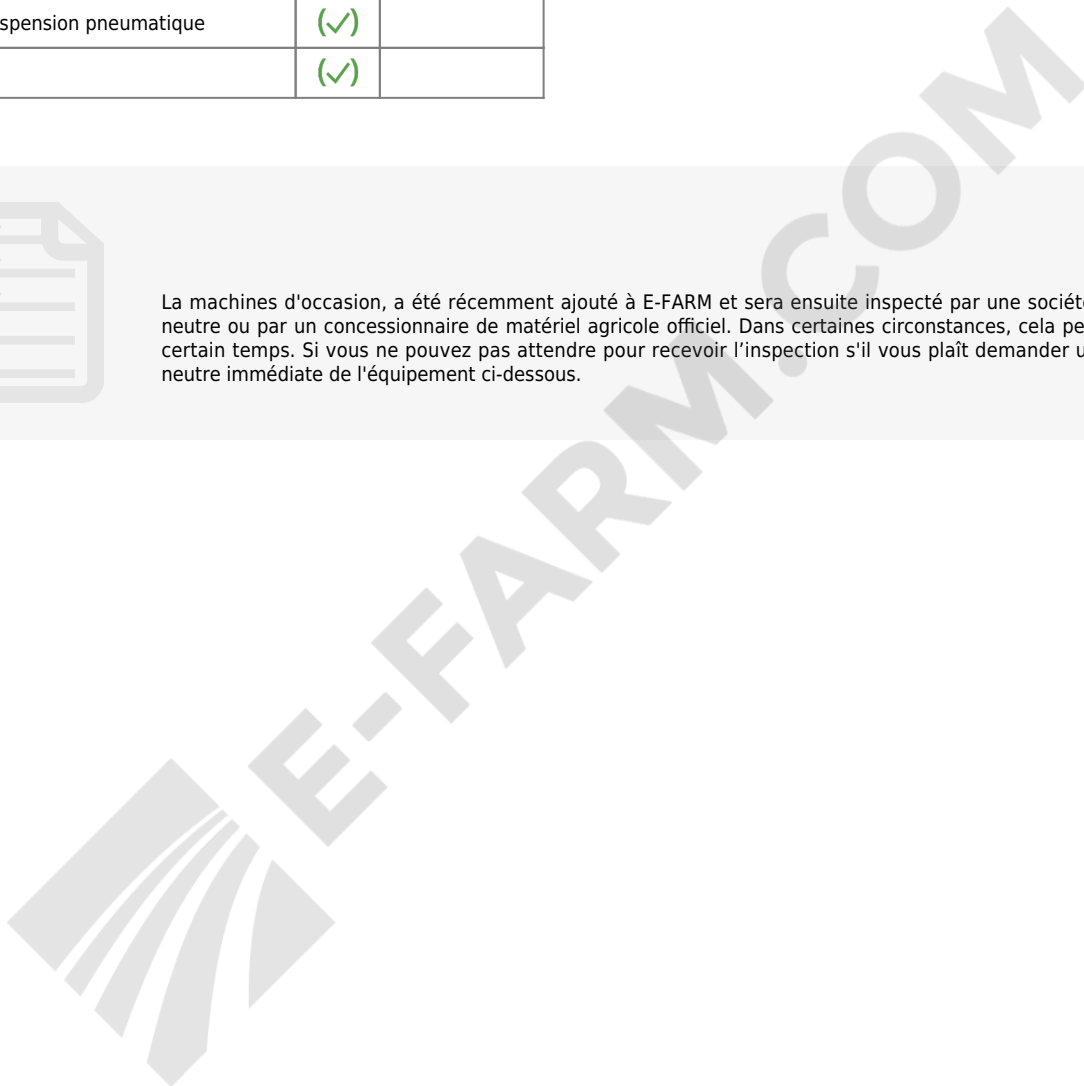 spension pneumatique (✓)
(✓)
La machines d'occasion, a été récemment ajouté à E-FARM et sera ensuite inspecté par une société
neutre ou par un concessionnaire de matériel agricole officiel. Dans certaines circonstances, cela pe
certain temps. Si vous ne pouvez pas attendre pour recevoir l’inspection s'il vous plaît demander u
neutre immédiate de l'équipement ci-dessous.
E-FARM.COM